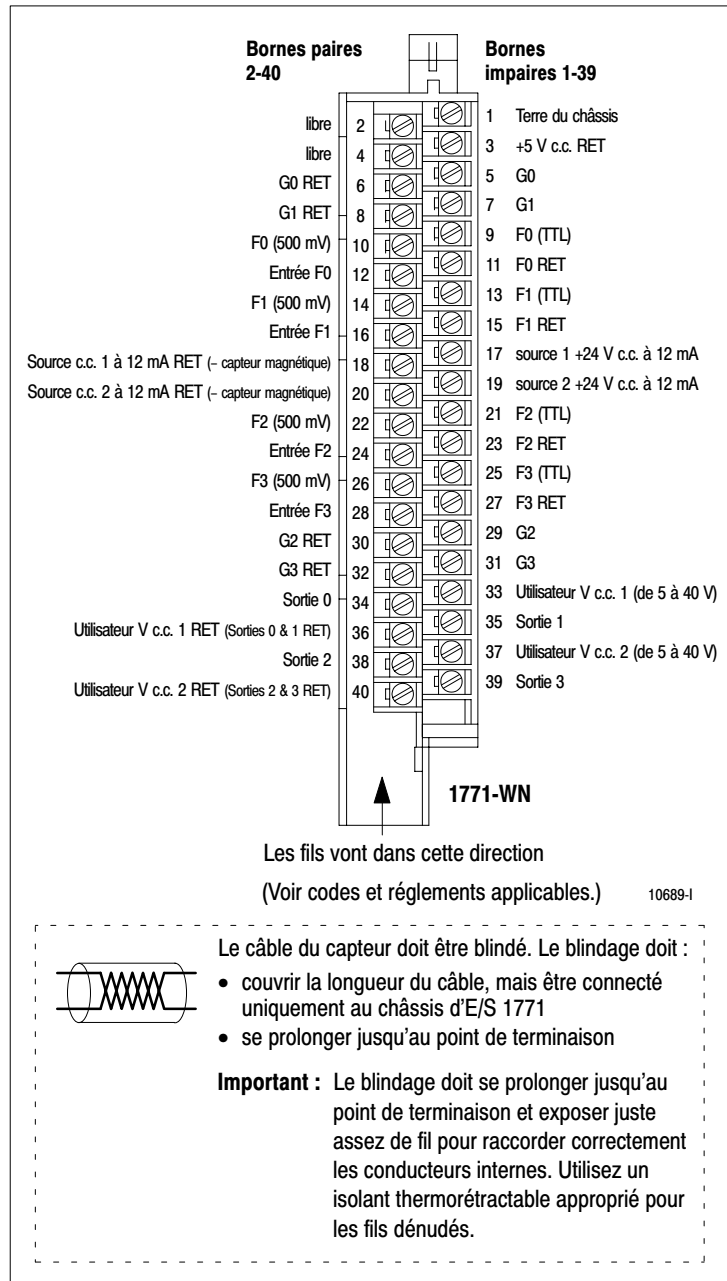 Bornes paires
2-40
Bornes
impaires 1-39
libre 2
libre 4
G0 RET 6
G1 RET 8
F0 (500 mV) 10
Entrée F0 12
F1 (500 mV) 14
Entrée F1 16
Source c.c. 1 à 12 mA RET (– capteur magnétique) 18
Source c.c. 2 à 12 mA RET (– capteur magnétique) 20
F2 (500 mV) 22
Entrée F2 24
F3 (500 mV) 26
Entrée F3 28
G2 RET 30
G3 RET 32
Sortie 0 34
Utilisateur V c.c. 1 RET (Sorties 0 & 1 RET) 36
Sortie 2 38
Utilisateur V c.c. 2 RET (Sorties 2 & 3 RET) 40
1 Terre du châssis
3 +5 V c.c. RET
5 G0
7 G1
9 F0 (TTL)
11 F0 RET
13 F1 (TTL)
15 F1 RET
17 source 1 +24 V c.c. à 12 mA
19 source 2 +24 V c.c. à 12 mA
21 F2 (TTL)
23 F2 RET
25 F3 (TTL)
27 F3 RET
29 G2
31 G3
33 Utilisateur V c.c. 1 (de 5 à 40 V)
35 Sortie 1
37 Utilisateur V c.c. 2 (de 5 à 40 V)
39 Sortie 3
1771-WN
Les fils vont dans cette direction
(Voir codes et réglements applicables.)
10689-I
Le câble du capteur doit être blindé. Le blindage doit :
• couvrir la longueur du câble, mais être connecté
uniquement au châssis d'E/S 1771
• se prolonger jusqu'au point de terminaison
Important : Le blindage doit se prolonger jusqu'au
point de terminaison et exposer juste
assez de fil pour raccorder correctement
les conducteurs internes. Utilisez un
isolant thermorétractable approprié pour
les fils dénudés.